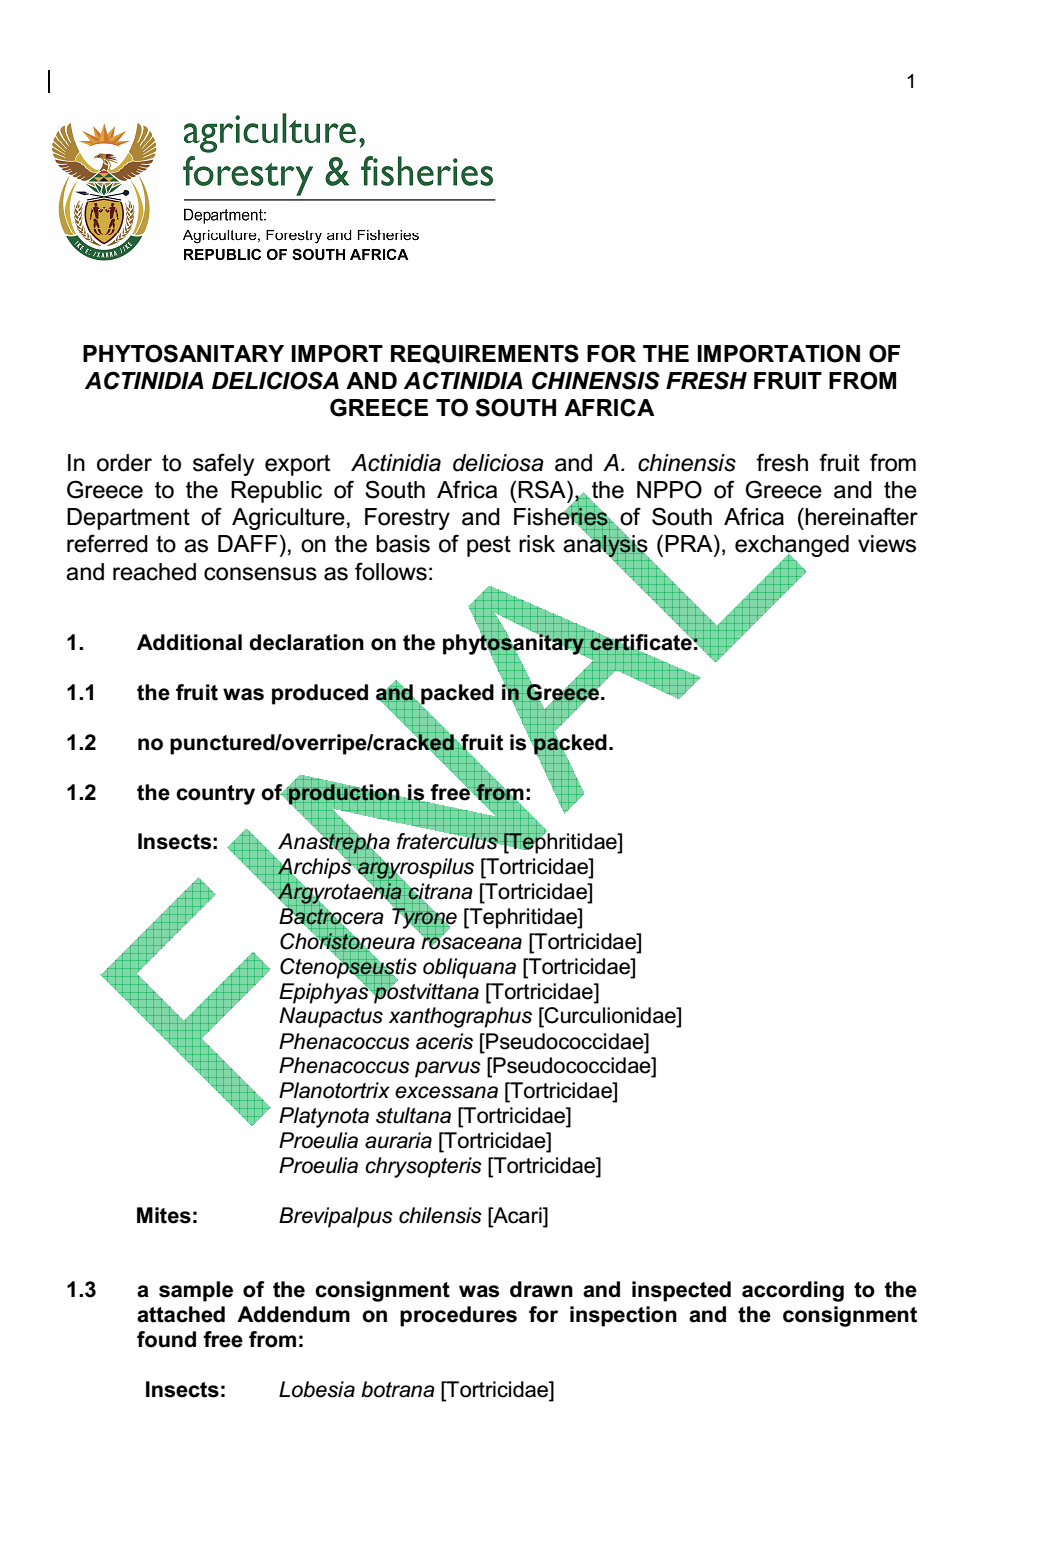 1
agriculture,
forestry & fisheries
Department:
Agriculture, Forestry and Fisheries
REPUBLIC OF SOUTH AFRICA
PHYTOSANITARY IMPORT REQUIREMENTS FOR THE IMPORTATION OF
ACTINIDIA DELICIOSA AND ACTINIDIA CHINENSIS FRESH FRUIT FROM
GREECE TO SOUTH AFRICA
In order to safely export Actinidia deliciosa and A. chinensis fresh fruit from
Greece to the Republic of South Africa (RSA), the NPPO of Greece and the
Department of Agriculture, Forestry and Fisheries of South Africa (hereinafter
referred to as DAFF), on the basis of pest risk analysis (PRA), exchanged views
and reached consensus as follows:
1. Additional declaration on the phytosanitary certificate:
1.1 the fruit was produced and packed in Greece.
1.2 no punctured/overripe/cracked fruit is packed.
1.2 the country of production is free from:
Insects: Anastrepha fraterculus [Tephritidae]
Archips argyrospilus [Tortricidae]
Argyrotaenia citrana [Tortricidae]
Bactrocera Tyrone [Tephritidae]
Choristoneura rosaceana [Tortricidae]
Ctenopseustis obliquana [Tortricidae]
Epiphyas postvittana [Tortricidae]
Naupactus xanthographus [Curculionidae]
Phenacoccus aceris [Pseudococcidae]
Phenacoccus parvus [Pseudococcidae]
Planotortrix excessana [Tortricidae]
Platynota stultana [Tortricidae]
Proeulia auraria [Tortricidae]
Proeulia chrysopteris [Tortricidae]
Mites: Brevipalpus chilensis [Acari]
1.3 a sample of the consignment was drawn and inspected according to the
attached Addendum on procedures for inspection and the consignment
found free from:
Insects: Lobesia botrana [Tortricidae]
FINAL